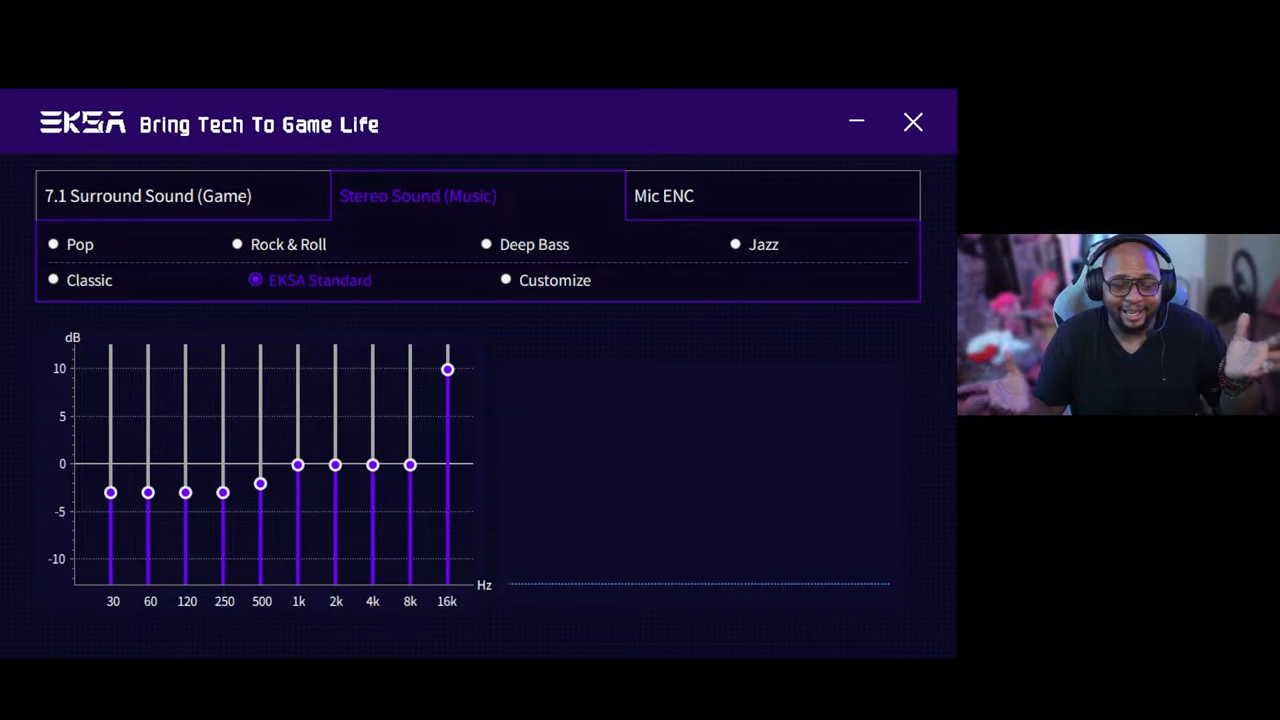 EKSA Bring Tech To Game Life
7.1 Surround Sound (Game) Stereo Sound (Music) Mic ENC
Pop Rock & Roll Deep Bass Jazz
Classic EKSA Standard Customize
dB
10
5
0
-5
-10
Hz
30 60 120 250 500 1k 2k 4k 8k 16k